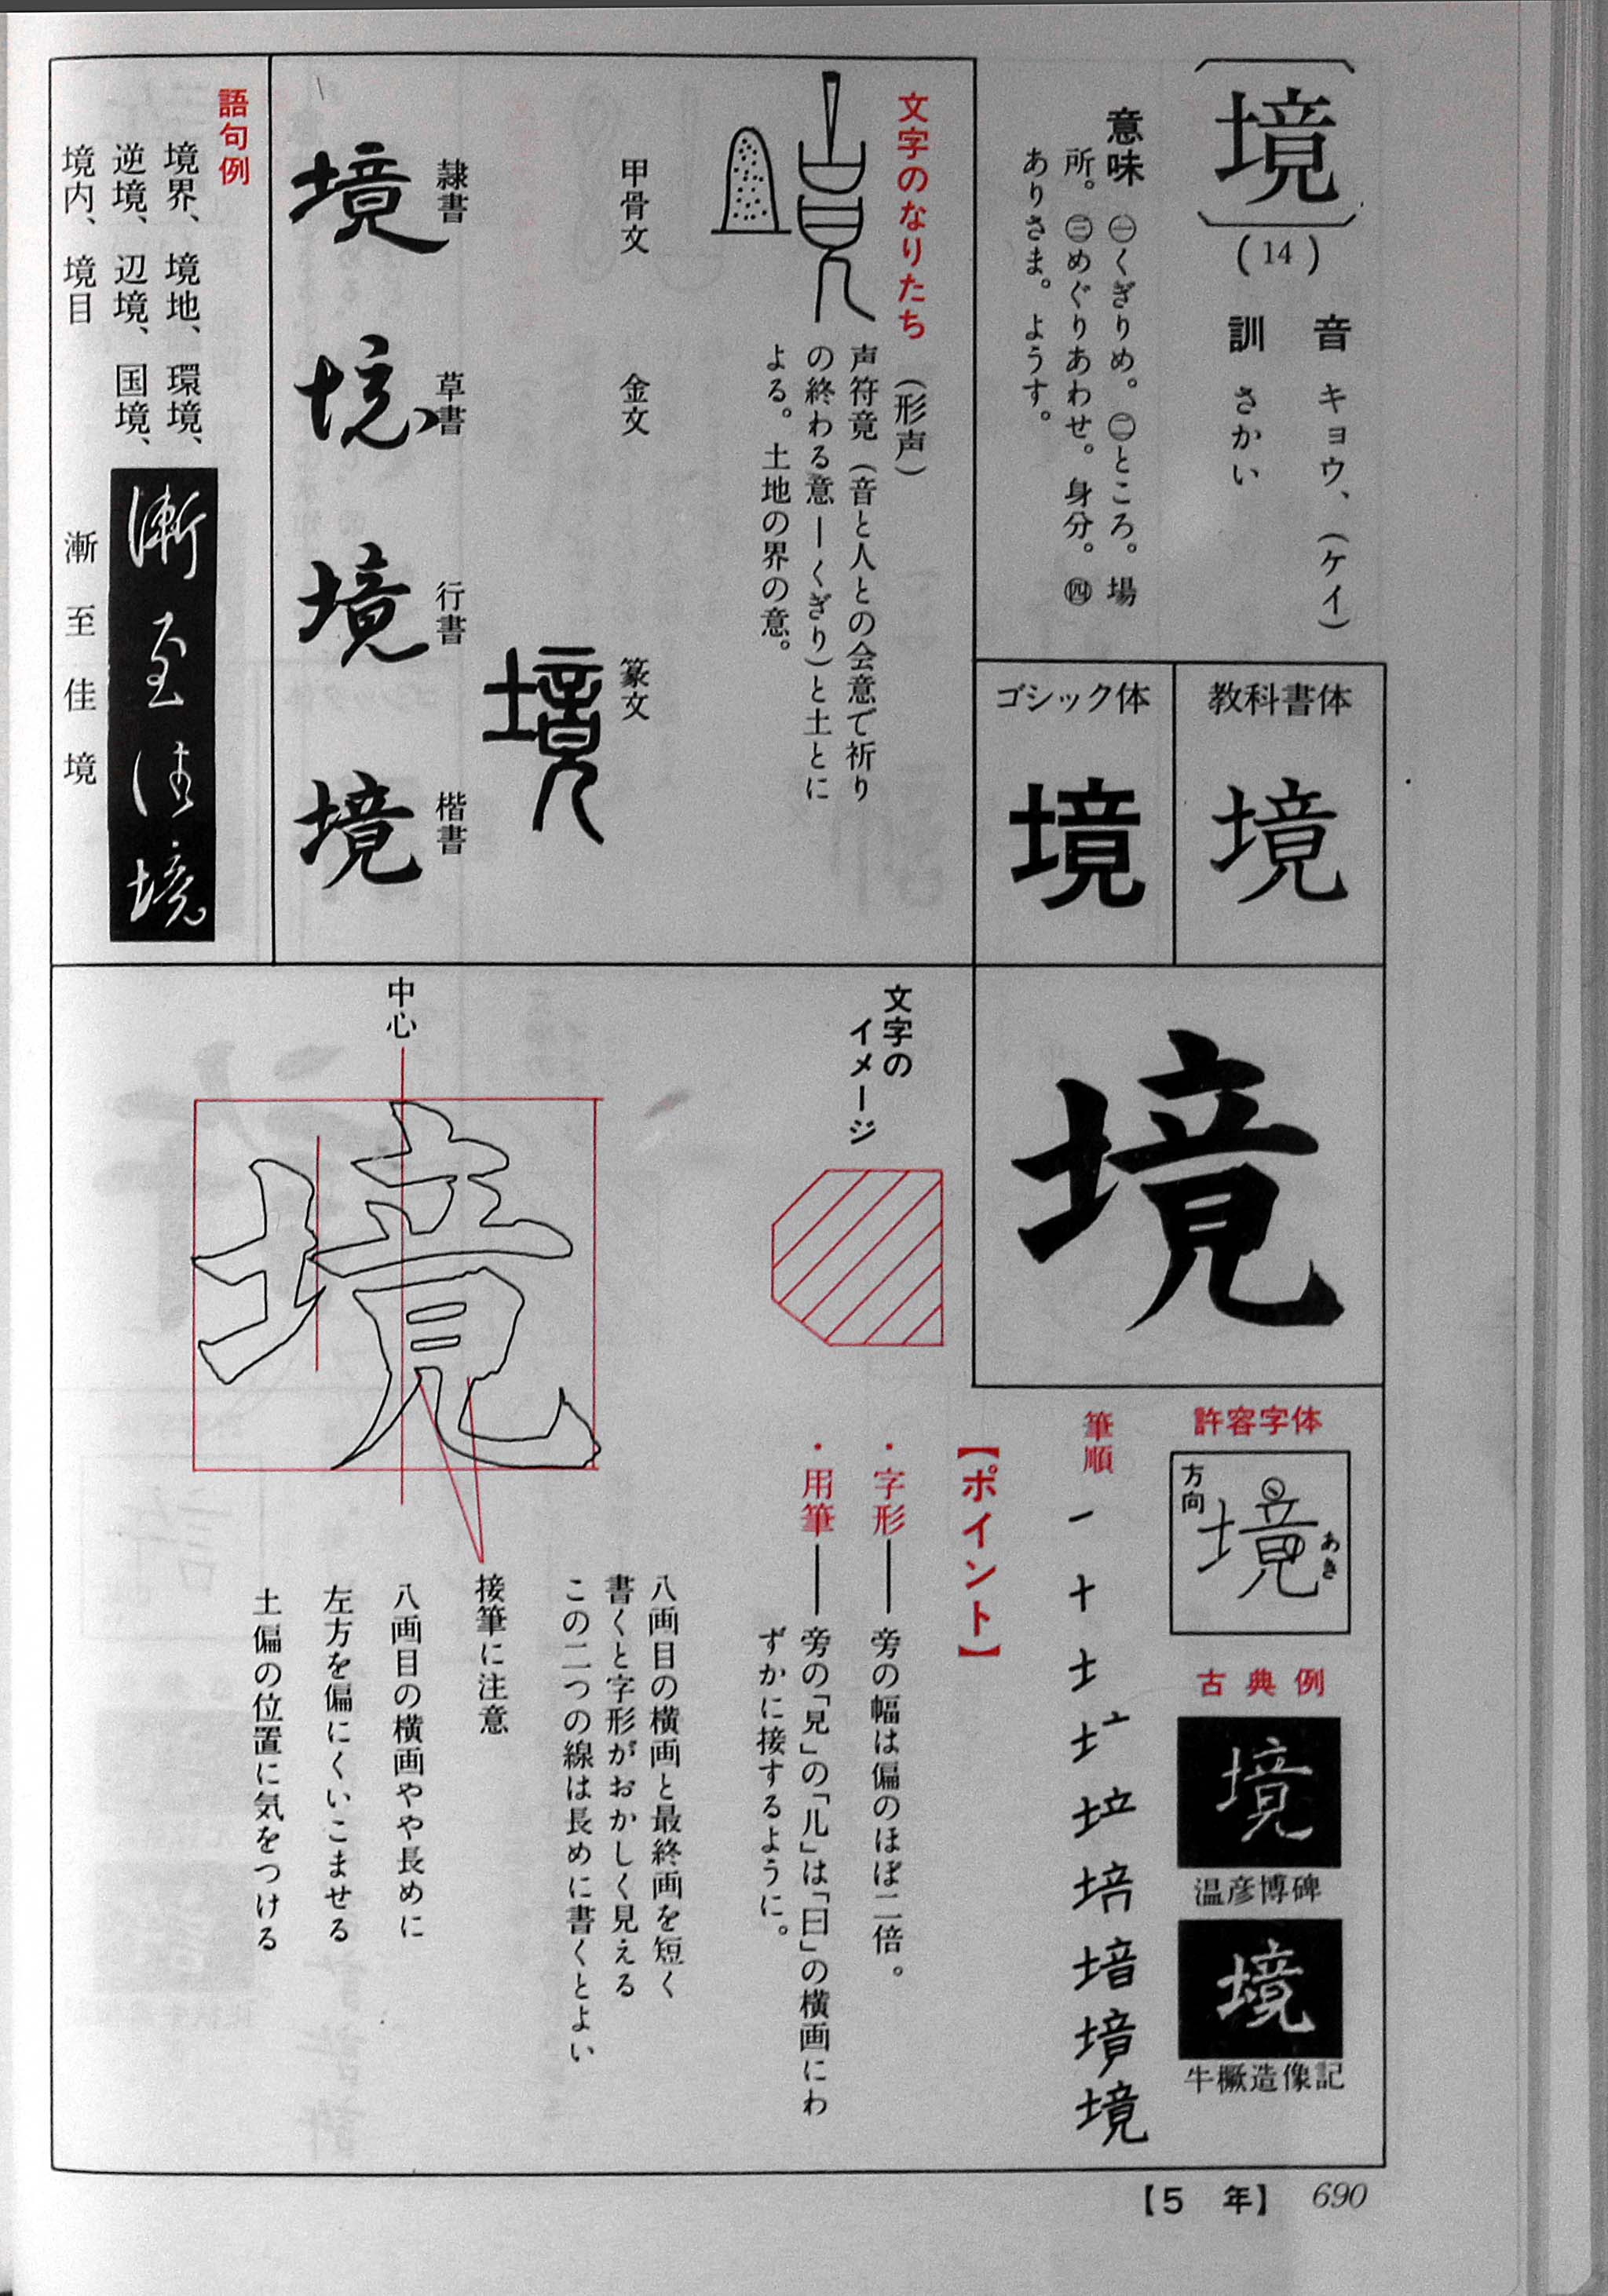 境
(14)
音 キョウ、(ケイ)
訓 さかい
意味 ㊀くぎりめ。㊁ところ。場
所。㊂めぐりあわせ。身分。㊃
ありさま。ようす。
教科書体
境
ゴシック体
境
文字のなりたち(形声)
声符竟(音と人との会意で祈り
の終わる意―くぎり)と土とに
よる。土地の界の意。
甲骨文
金文
篆文
境
隷書
境
草書
境
行書
境
楷書
境
語句例
境界、境地、環境、
逆境、辺境、国境、
境内、境目
漸至佳境
漸至佳境
境
許容字体
方向
境
あき
古典例
境
温彦博碑
境
牛橛造像記
筆順
境
【ポイント】
・字形――旁の幅は偏のほぼ二倍。
・用筆――旁の「見」の「儿」は「日」の横画にわ
ずかに接するように。
文字の
イメージ
中心
境
八画目の横画と最終画を短く
書くと字形がおかしく見える
この二つの線は長めに書くとよい
接筆に注意
八画目の横画やや長めに
左方を偏にくいこませる
土偏の位置に気をつける
【5 年】 690